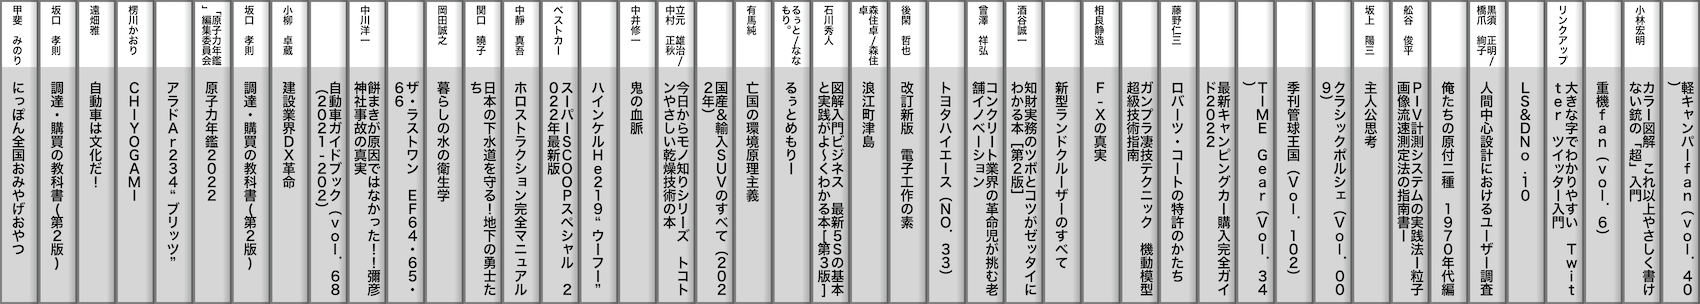 軽キャンパーfan（vol．40
）
小林宏明
カラー図解　これ以上やさしく書け
ない銃の「超」入門
重機fan（vol．6）
リンクアップ
大きな字でわかりやすい　Twit
ter　ツイッター入門
LS&DNo．10
黒須　正明/
橋爪　絢子
人間中心設計におけるユーザー調査
俺たちの原付二種　1970年代編
舩谷　俊平
PIV計測システムの実践法ー粒子
画像流速測定法の指南書ー
坂上　陽三
主人公思考
クラシックポルシェ（Vol．00
9）
季刊管球王国（Vol．102）
TIME　Gear（Vol．34
）
最新キャンピングカー購入完全ガイ
ド2022
藤野仁三
ロバーツ・コートの特許のかたち
ガンプラ凄技テクニック　機動模型
超級技術指南
相良静造
F-Xの真実
新型ランドクルーザーのすべて
酒谷誠一
知財実務のツボとコツがゼッタイに
わかる本［第2版］
曾澤　祥弘
コンクリート業界の革命児が挑む老
舗イノベーション
トヨタハイエース（NO．33）
後閑　哲也
改訂新版　電子工作の素
森住卓/森住
卓
浪江町津島
石川秀人
図解入門ビジネス　最新5Sの基本
と実践がよ〜くわかる本［第3版］
るぅと/なな
もり。
るぅとめもりー
有馬純
亡国の環境原理主義
国産&輸入SUVのすべて（202
2年）
立元　雄治/
中村　正秋
今日からモノ知りシリーズ　トコト
ンやさしい乾燥技術の本
中井修一
鬼の血脈
ハインケルHe219“ウーフー”
ベストカー
スーパーSCOOPスペシャル　2
022年最新版
中静　真吾
ホロストラクション完全マニュアル
関口　曉子
日本の下水道を守る！地下の勇士た
ち
岡田誠之
暮らしの水の衛生学
ザ・ラストワン　EF64・65・
66
中川洋一
餅まきが原因ではなかった！！彌彦
神社事故の真実
自動車ガイドブック（vol．68
（2021-202）
小柳　卓蔵
建設業界DX革命
坂口　孝則
調達・購買の教科書(第2版)
「原子力年鑑
」編集委員会
原子力年鑑2022
アラドAr234“ブリッツ”
楞川かおり
CHIYOGAMI
遠畑雅
自動車は文化だ！
坂口　孝則
調達・購買の教科書(第2版)
甲斐　みのり
にっぽん全国おみやげおやつ